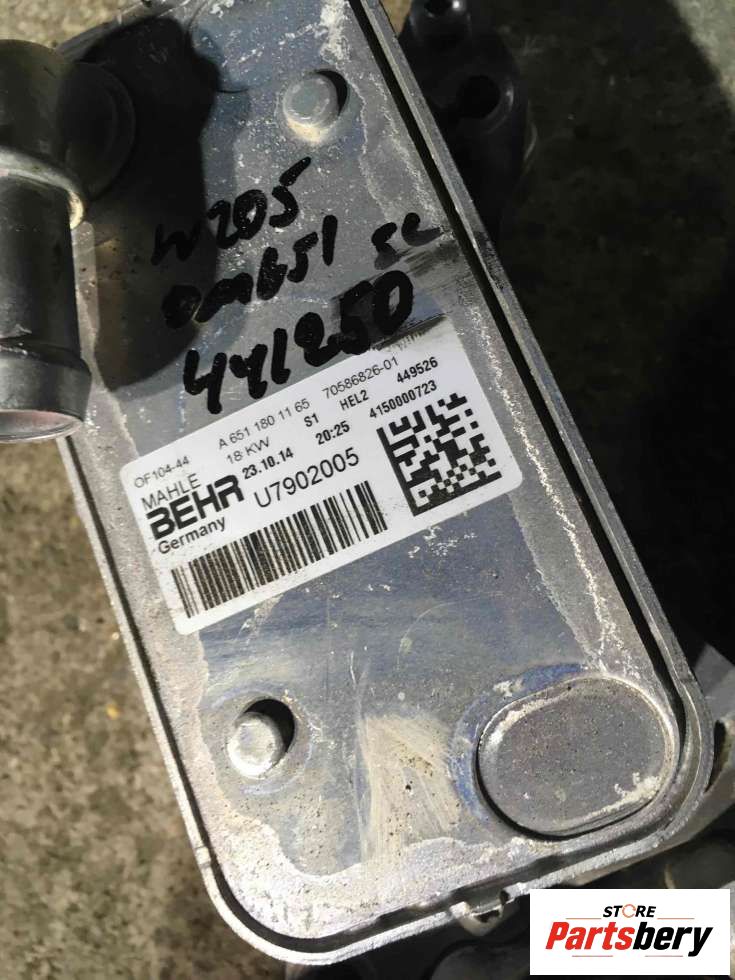 W205
OM651 SC
441250
OF104-44 A 651 180 11 65 70586826-01
MAHLE 18 KW S1 HEL2 449526
BEHR 23.10.14 20:25 4150000723
Germany U7902005
STORE
Partsbery